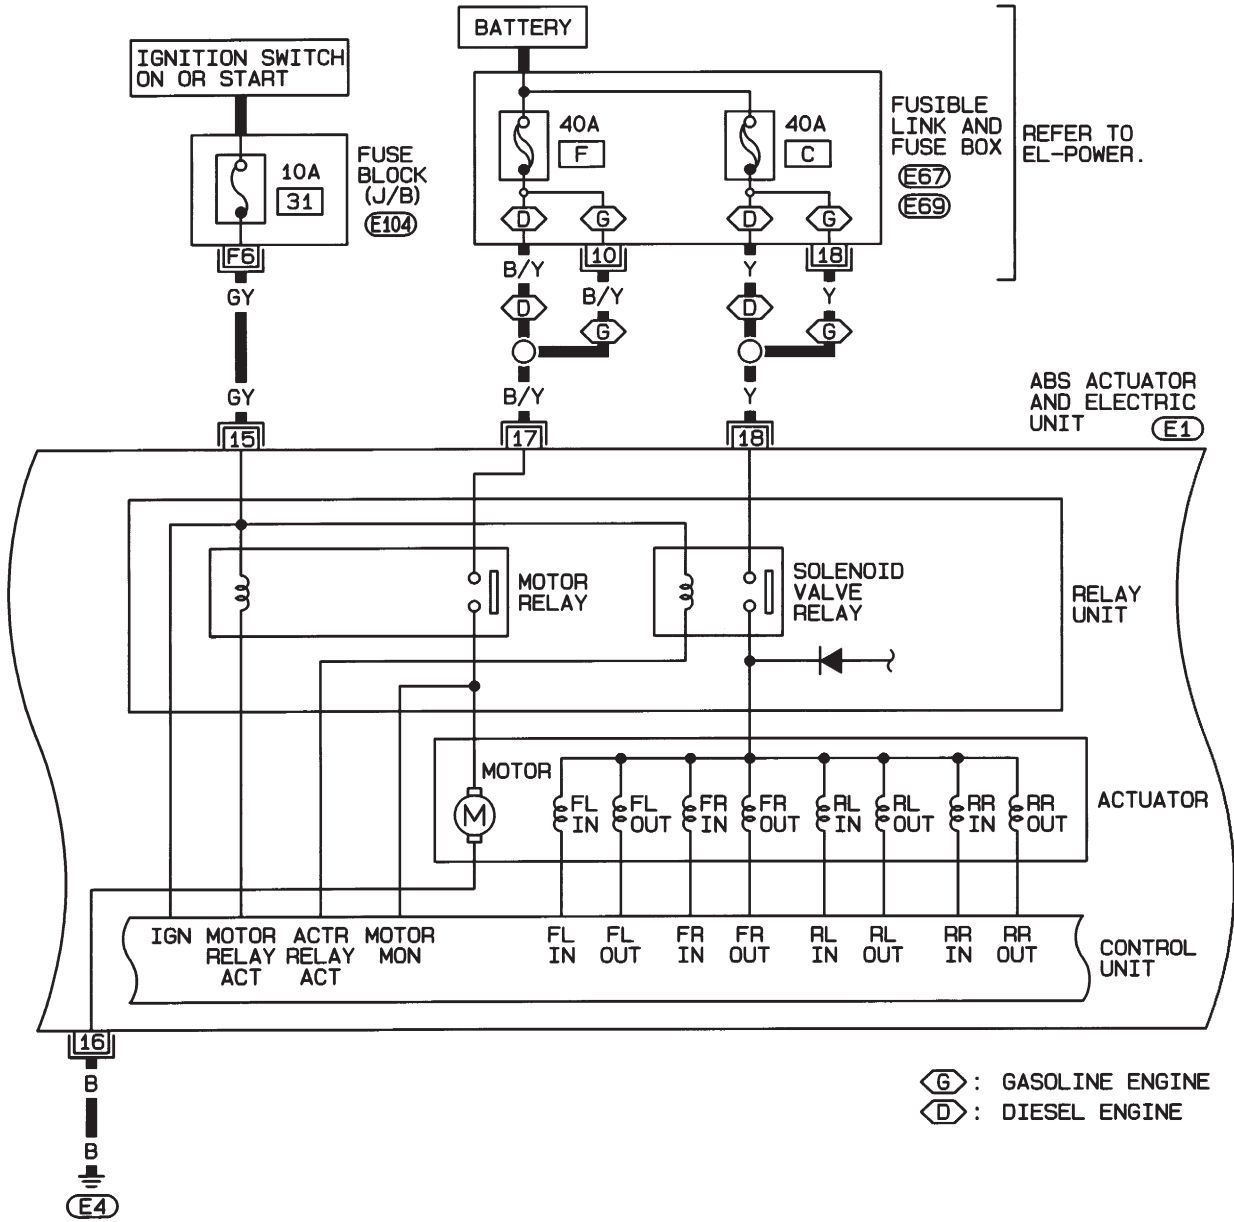 BATTERY
IGNITION SWITCH
ON OR START
10A
31
FUSE
BLOCK
(J/B)
E104
F6
40A
F
40A
C
FUSIBLE
LINK AND
FUSE BOX
E67
E69
REFER TO
EL-POWER.
D
G
D
G
10
18
GY
B/Y
B/Y
Y
Y
D
G
D
G
GY
B/Y
Y
ABS ACTUATOR
AND ELECTRIC
UNIT
E1
15
17
18
MOTOR
RELAY
SOLENOID
VALVE
RELAY
RELAY
UNIT
MOTOR
M
FL
IN
FL
OUT
FR
IN
FR
OUT
RL
IN
RL
OUT
RR
IN
RR
OUT
ACTUATOR
IGN
MOTOR
RELAY
ACT
ACTR
RELAY
ACT
MOTOR
MON
FL
IN
FL
OUT
FR
IN
FR
OUT
RL
IN
RL
OUT
RR
IN
RR
OUT
CONTROL
UNIT
16
B
B
E4
G : GASOLINE ENGINE
D : DIESEL ENGINE